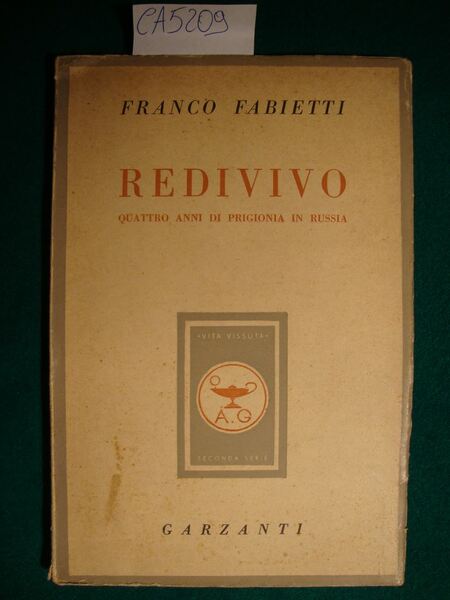 CA5209
FRANCO FABIETTI
REDIVIVO
QUATTRO ANNI DI PRIGIONIA IN RUSSIA
«VITA VISSUTA»
A.G
SECONDA SERIE
GARZANTI